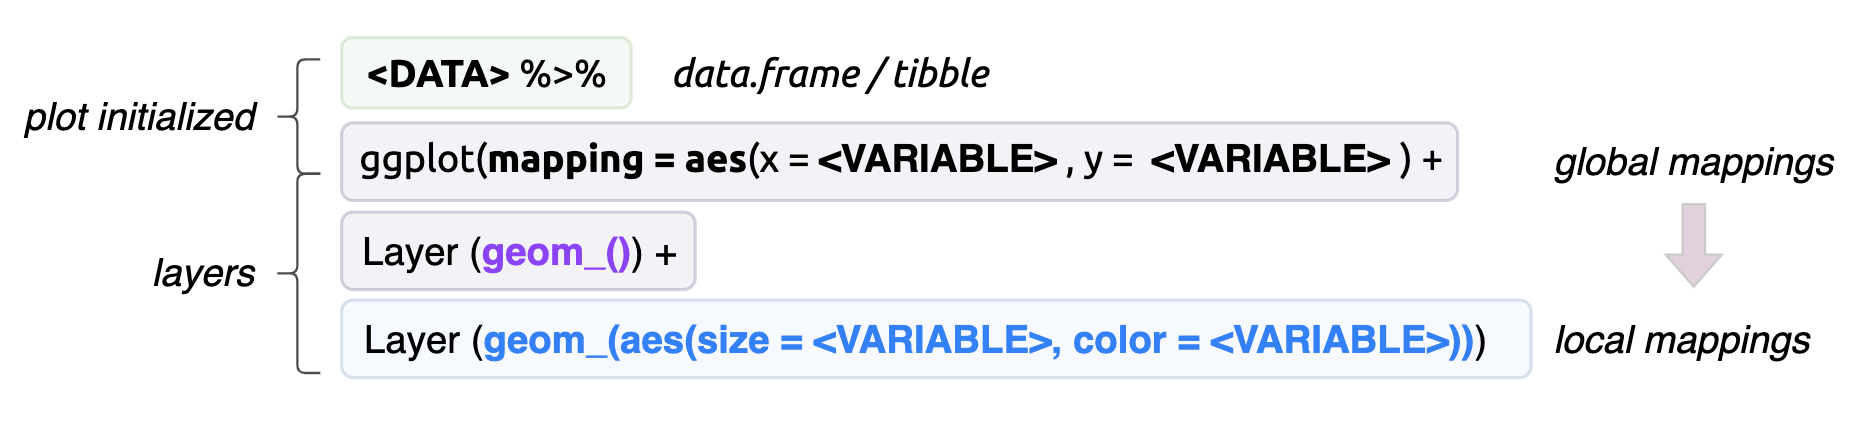 <DATA> %>% data.frame / tibble
plot initialized
ggplot(mapping = aes(x = <VARIABLE> , y = <VARIABLE> ) +
global mappings
Layer (geom_()) +
layers
Layer (geom_(aes(size = <VARIABLE>, color = <VARIABLE>)))
local mappings